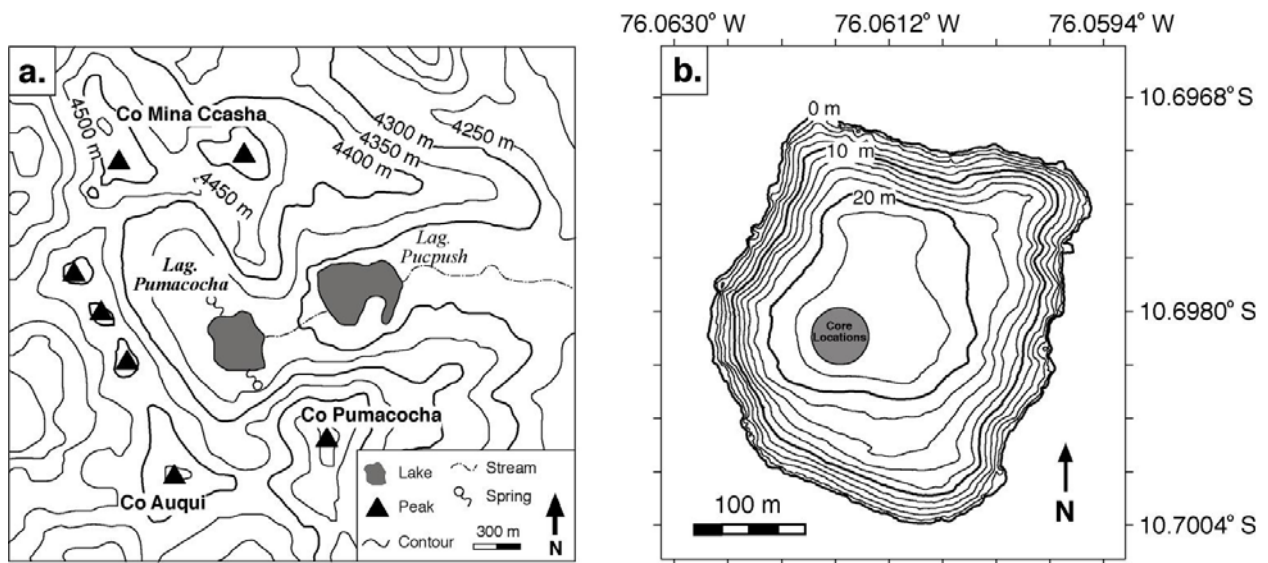 a.
Co Mina Ccasha
4500 m
4300 m
4250 m
4350 m
4400 m
4450 m
Lag.
Pucpush
Lag.
Pumacocha
Co Pumacocha
Co Auqui
Lake
Stream
Peak
Spring
Contour
300 m
N
b.
76.0630° W
76.0612° W
76.0594° W
10.6968° S
0 m
10 m
20 m
10.6980° S
Core
Locations
100 m
N
10.7004° S